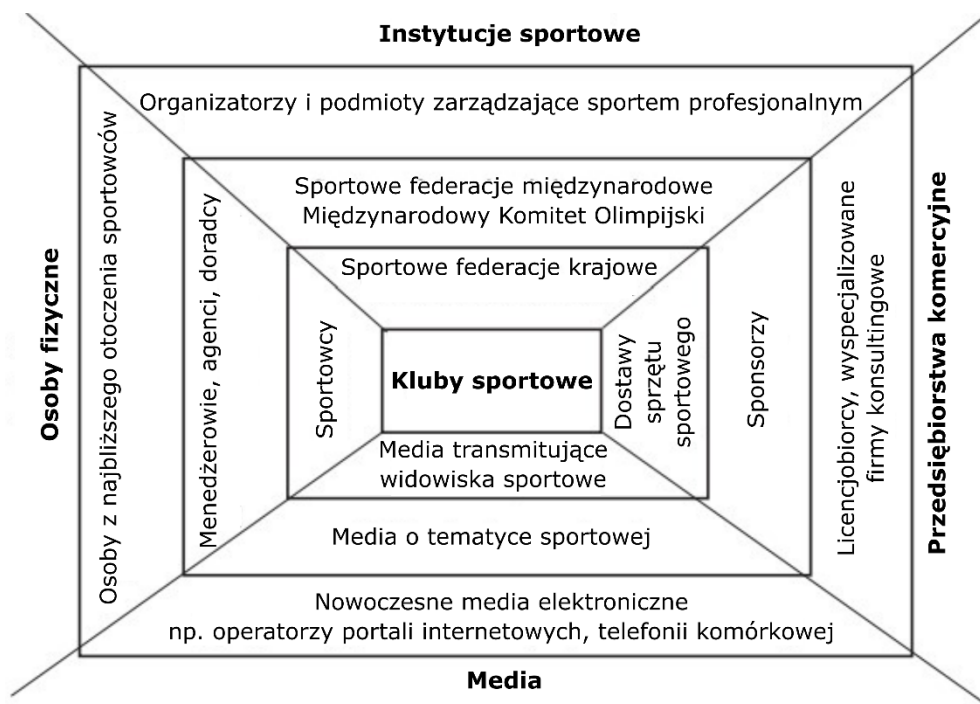 Instytucje sportowe
Organizatorzy i podmioty zarządzające sportem profesjonalnym
Sportowe federacje międzynarodowe
Międzynarodowy Komitet Olimpijski
Sportowe federacje krajowe
Osoby fizyczne
Osoby z najbliższego otoczenia sportowców
Menedżerowie, agenci, doradcy
Sportowcy
Kluby sportowe
Dostawy
sprzętu
sportowego
Sponsorzy
Licencjobiorcy, wyspecjalizowane
firmy konsultingowe
Przedsiębiorstwa komercyjne
Media transmitujące
widowiska sportowe
Media o tematyce sportowej
Nowoczesne media elektroniczne
np. operatorzy portali internetowych, telefonii komórkowej
Media